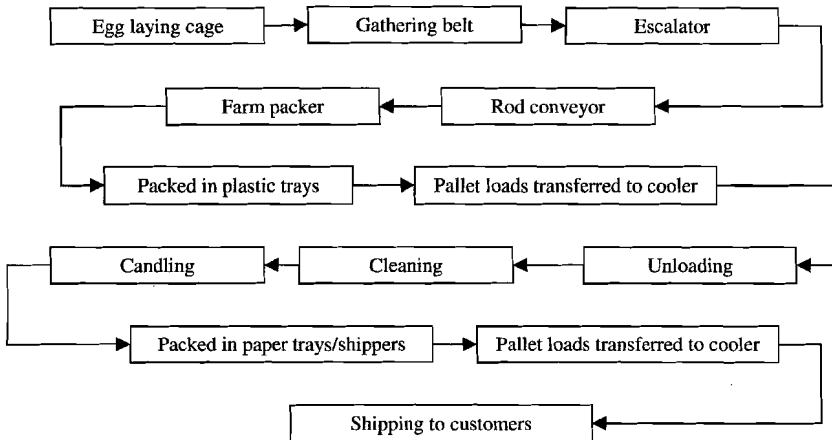 Egg laying cage
Gathering belt
Escalator
Rod conveyor
Farm packer
Packed in plastic trays
Pallet loads transferred to cooler
Unloading
Cleaning
Candling
Packed in paper trays/shippers
Pallet loads transferred to cooler
Shipping to customers